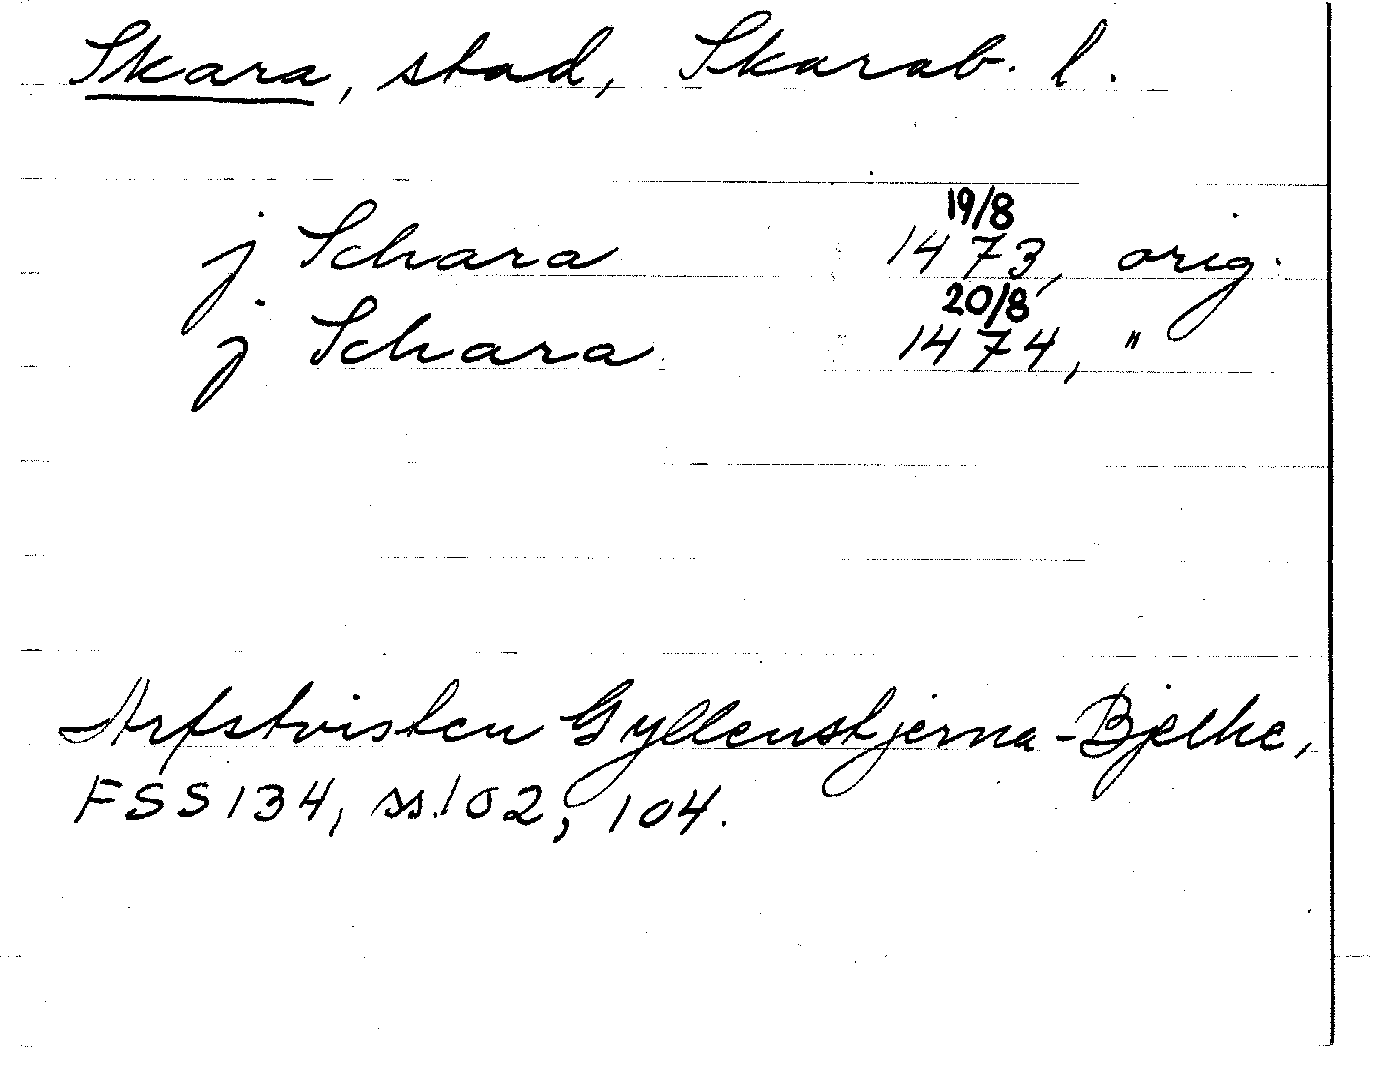 Skara, stad, Skarab. l.
19/8
j Schara 1473, orig.
20/8
j Schara 1474, "
Arfstvisten Gyllenstjerna-Bjelke,
FSS 134, ss. 102, 104.